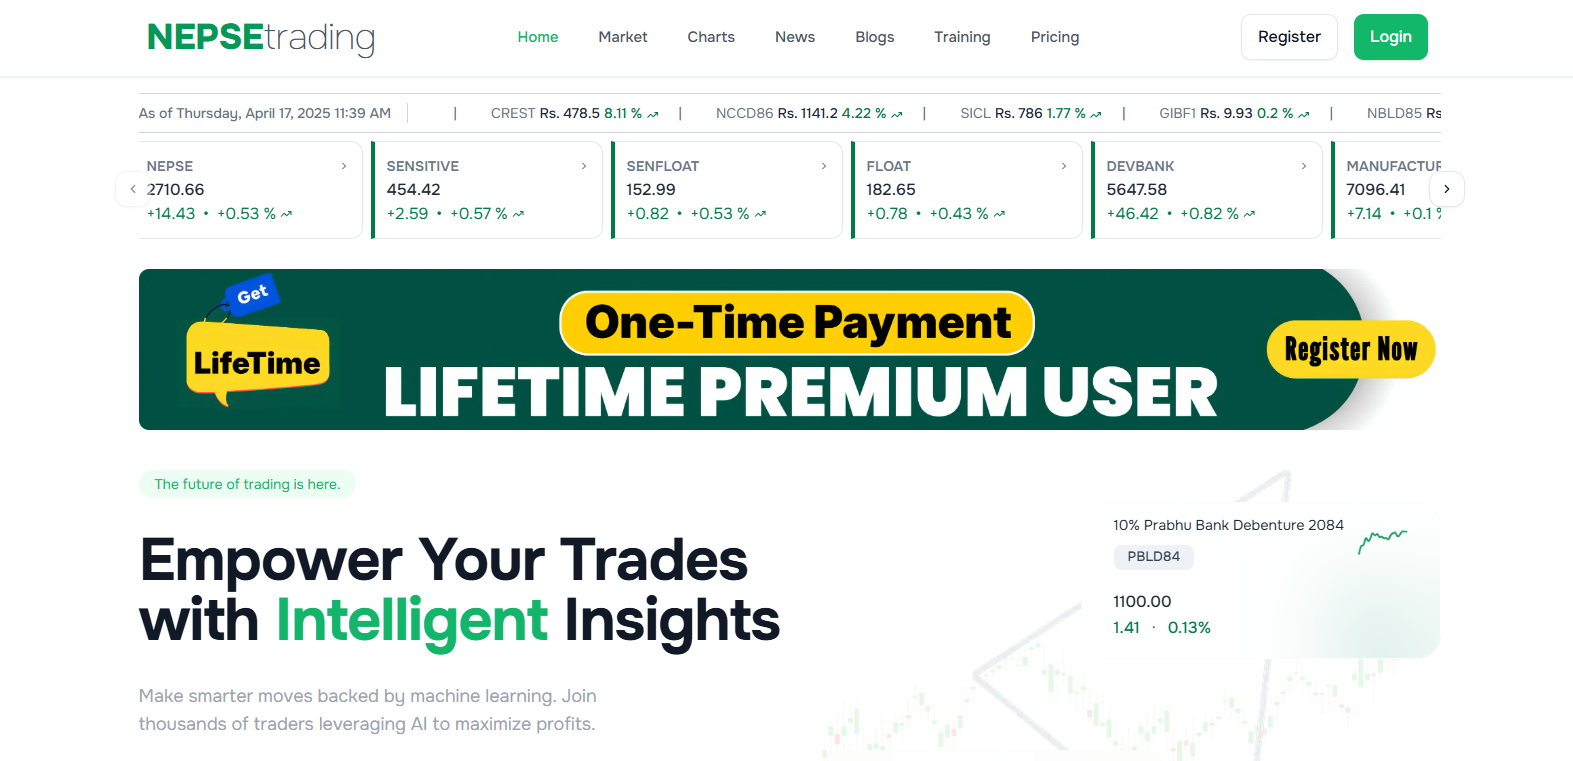 NEPSEtrading
Home Market Charts News Blogs Training Pricing
Register Login
As of Thursday, April 17, 2025 11:39 AM | CREST Rs. 478.5 8.11 % | NCCD86 Rs. 1141.2 4.22 % | SICL Rs. 786 1.77 % | GIBF1 Rs. 9.93 0.2 % | NBLD85 Rs
NEPSE
2710.66
+14.43 • +0.53 %
SENSITIVE
454.42
+2.59 • +0.57 %
SENFLOAT
152.99
+0.82 • +0.53 %
FLOAT
182.65
+0.78 • +0.43 %
DEVBANK
5647.58
+46.42 • +0.82 %
MANUFACTUR
7096.41
+7.14 • +0.1 %
Get
LifeTime
One-Time Payment
LIFETIME PREMIUM USER
Register Now
The future of trading is here.
Empower Your Trades
with Intelligent Insights
Make smarter moves backed by machine learning. Join
thousands of traders leveraging AI to maximize profits.
10% Prabhu Bank Debenture 2084
PBLD84
1100.00
1.41 · 0.13%